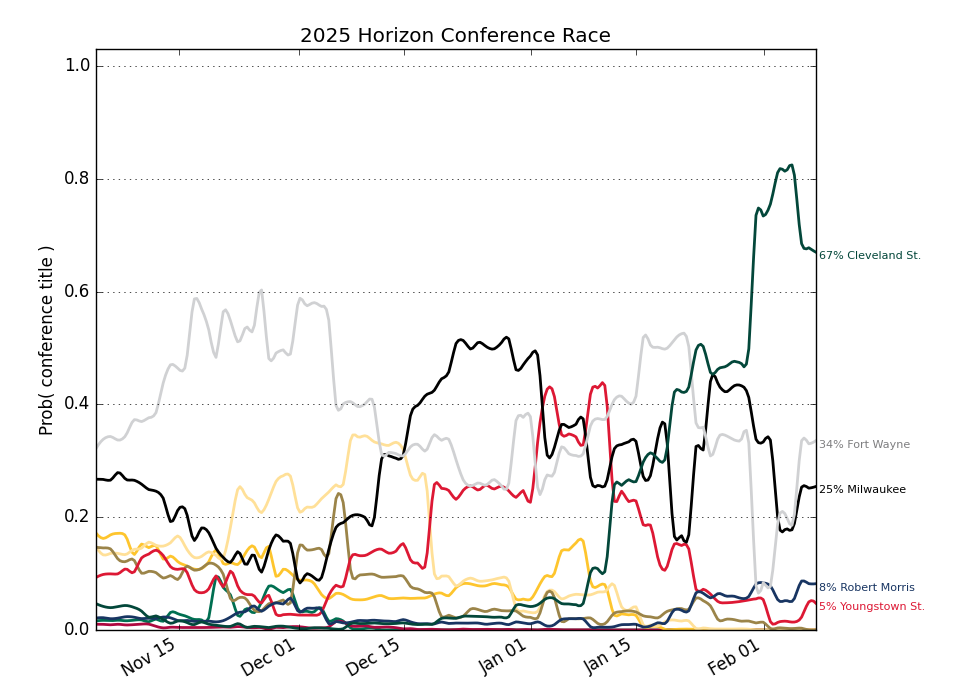 2025 Horizon Conference Race
1.0
0.8
0.6
0.4
0.2
0.0
Prob( conference title )
67% Cleveland St.
34% Fort Wayne
25% Milwaukee
8% Robert Morris
5% Youngstown St.
Nov 15
Dec 01
Dec 15
Jan 01
Jan 15
Feb 01